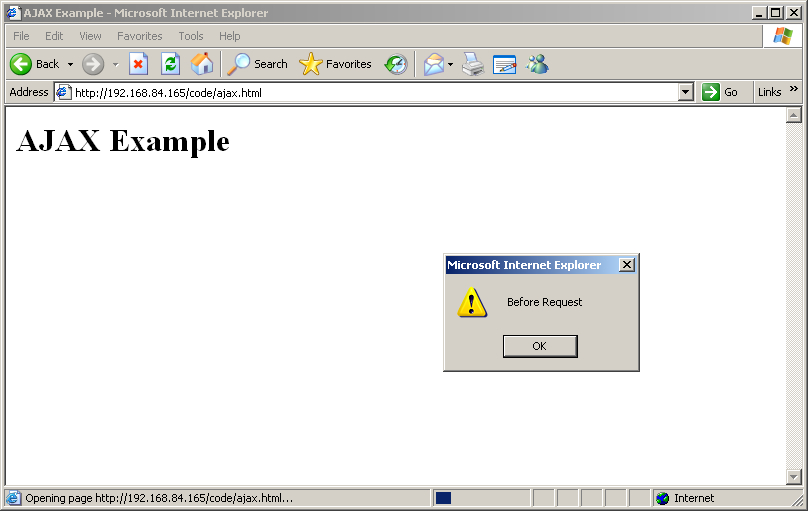 AJAX Example - Microsoft Internet Explorer
File Edit View Favorites Tools Help
Back Search Favorites
Address http://192.168.84.165/code/ajax.html Go Links »
AJAX Example
Microsoft Internet Explorer
Before Request
OK
Opening page http://192.168.84.165/code/ajax.html... Internet